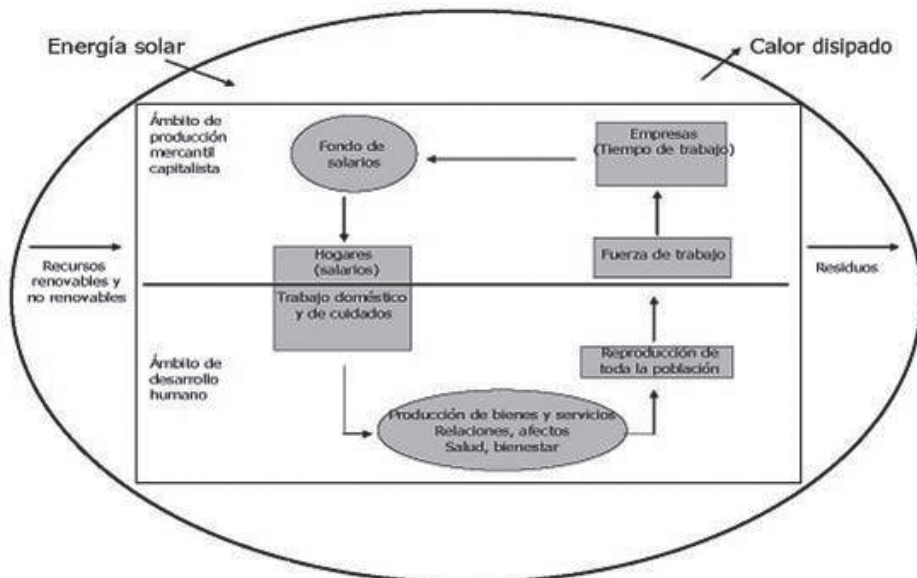 Energía solar
Calor disipado
Ámbito de
producción
mercantil
capitalista
Fondo de
salarios
Empresas
(Tiempo de trabajo)
Recursos
renovables y
no renovables
Hogares
(salarios)
Fuerza de trabajo
Residuos
Trabajo doméstico
y de cuidados
Ámbito de
desarrollo
humano
Reproducción de
toda la población
Producción de bienes y servicios
Relaciones, afectos
Salud, bienestar